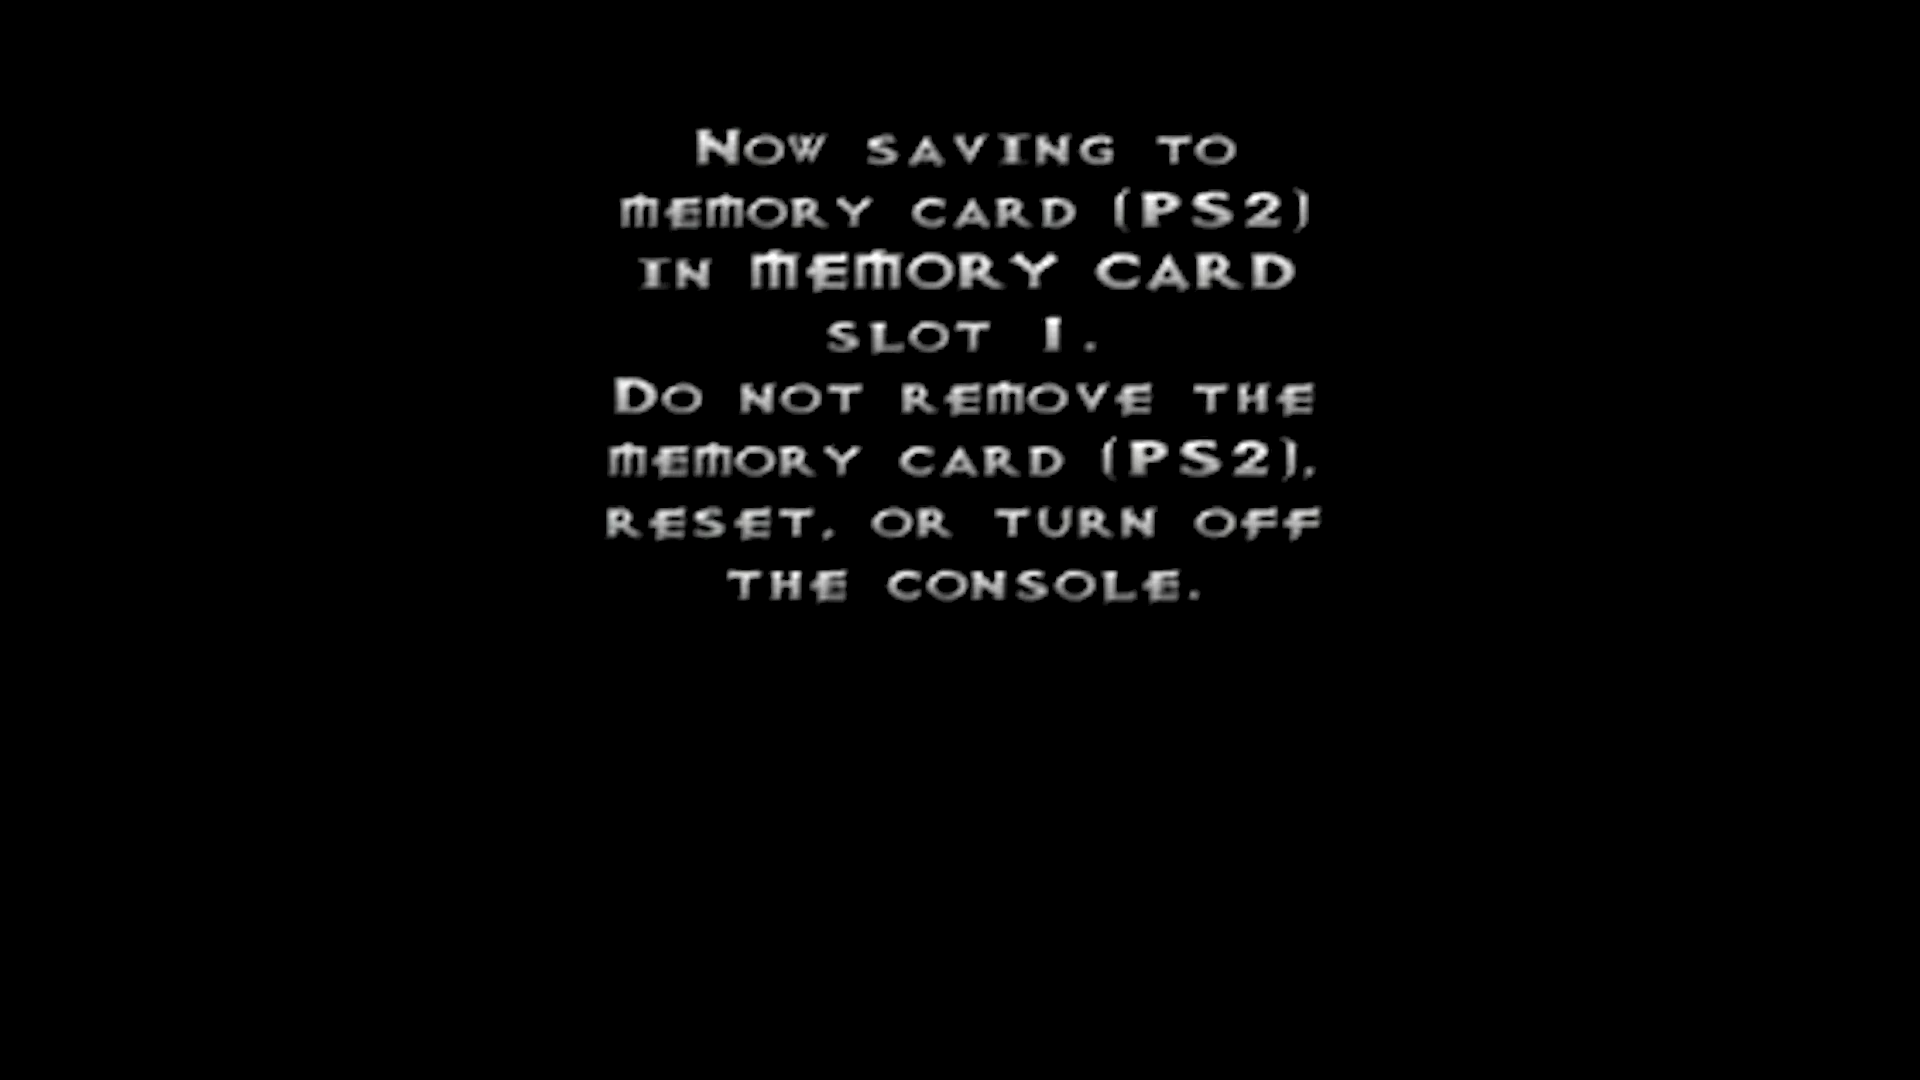 Now saving to
memory card (PS2)
in MEMORY CARD
slot 1.
Do not remove the
memory card (PS2),
reset, or turn off
the console.